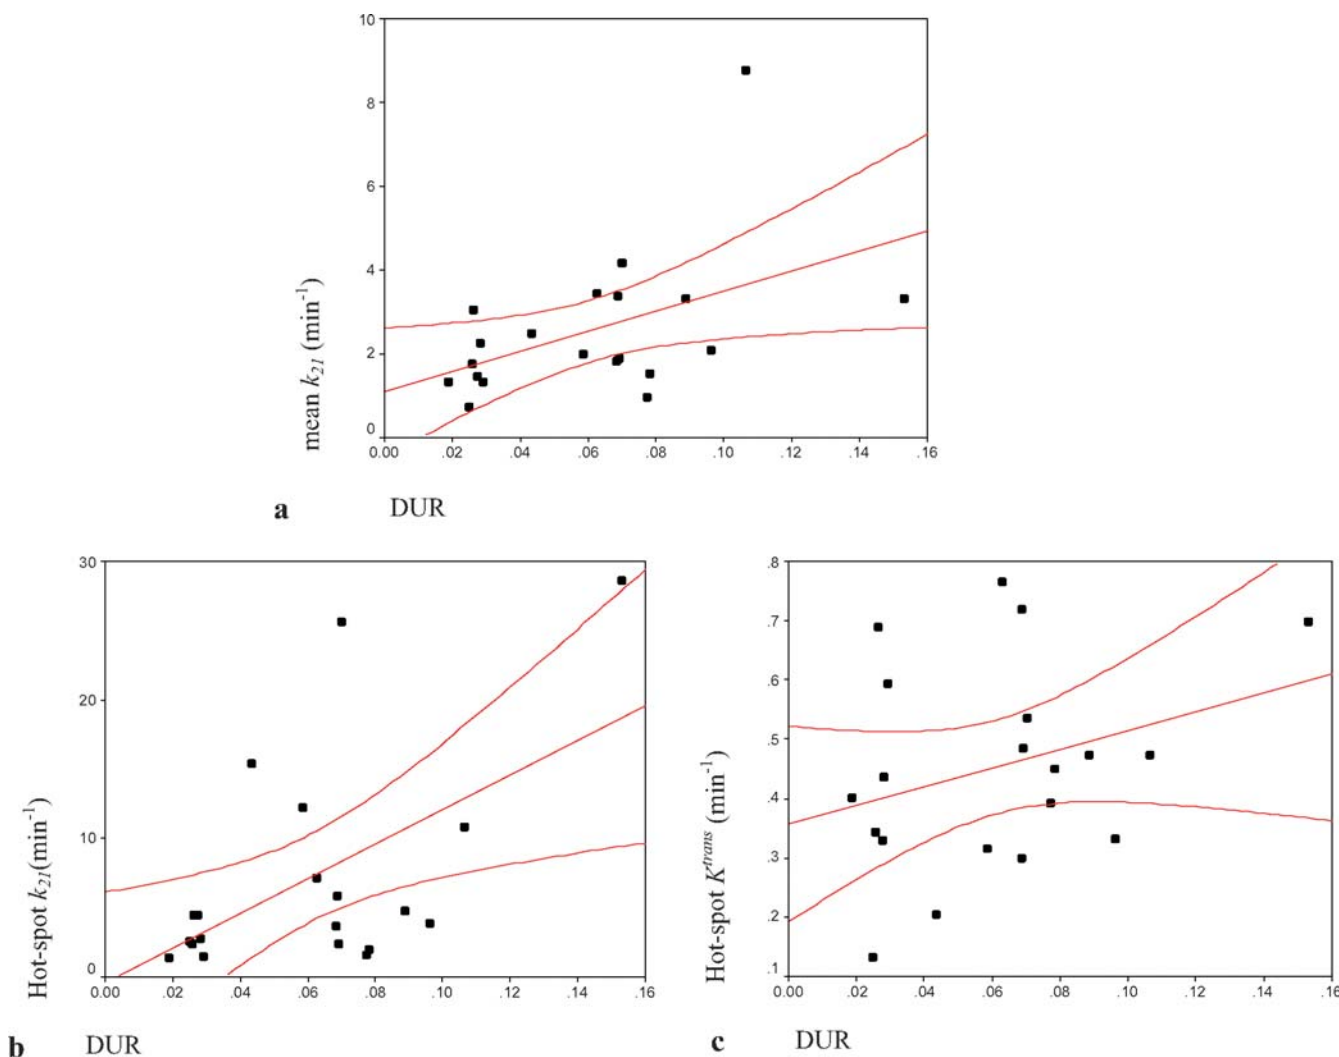 10
8
6
4
2
0
mean k₂₁ (min⁻¹)
0.00 .02 .04 .06 .08 .10 .12 .14 .16
a DUR
30
20
10
0
Hot-spot k₂₁(min⁻¹)
0.00 .02 .04 .06 .08 .10 .12 .14 .16
b DUR
.8
.7
.6
.5
.4
.3
.2
.1
Hot-spot Kᵗʳᵃⁿˢ (min⁻¹)
0.00 .02 .04 .06 .08 .10 .12 .14 .16
c DUR